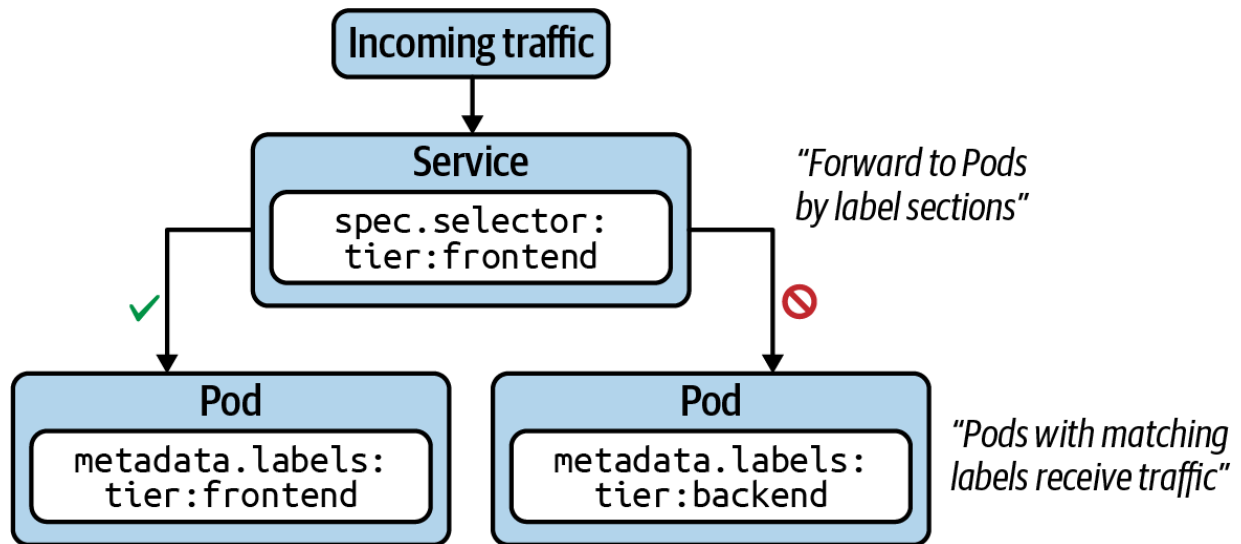 Incoming traffic
Service
spec.selector:
tier:frontend
“Forward to Pods
by label sections”
Pod
metadata.labels:
tier:frontend
Pod
metadata.labels:
tier:backend
“Pods with matching
labels receive traffic”